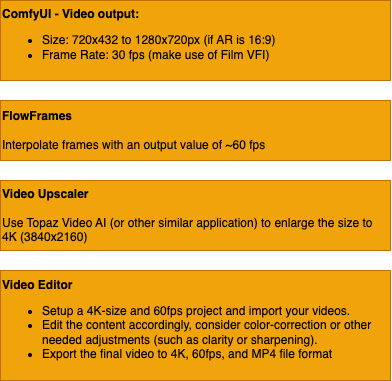 ComfyUI - Video output:
• Size: 720x432 to 1280x720px (if AR is 16:9)
• Frame Rate: 30 fps (make use of Film VFI)
FlowFrames
Interpolate frames with an output value of ~60 fps
Video Upscaler
Use Topaz Video AI (or other similar application) to enlarge the size to
4K (3840x2160)
Video Editor
• Setup a 4K-size and 60fps project and import your videos.
• Edit the content accordingly, consider color-correction or other
needed adjustments (such as clarity or sharpening).
• Export the final video to 4K, 60fps, and MP4 file format